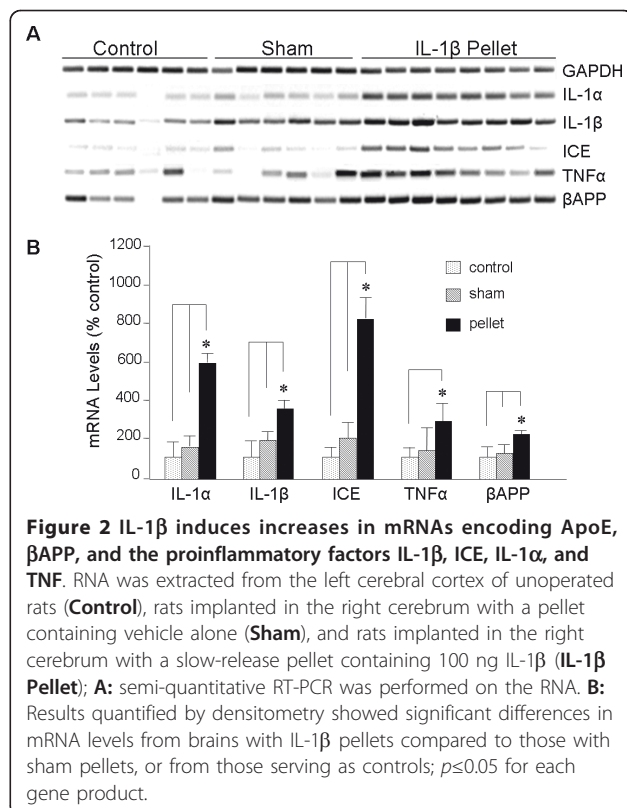 A
Control Sham IL-1β Pellet
GAPDH
IL-1α
IL-1β
ICE
TNFα
βAPP
B
1200
1000
800
600
400
200
0
mRNA Levels (% control)
control
sham
pellet
* * * * *
IL-1α IL-1β ICE TNFα βAPP
Figure 2 IL-1β induces increases in mRNAs encoding ApoE,
βAPP, and the proinflammatory factors IL-1β, ICE, IL-1α, and
TNF. RNA was extracted from the left cerebral cortex of unoperated
rats (Control), rats implanted in the right cerebrum with a pellet
containing vehicle alone (Sham), and rats implanted in the right
cerebrum with a slow-release pellet containing 100 ng IL-1β (IL-1β
Pellet); A: semi-quantitative RT-PCR was performed on the RNA. B:
Results quantified by densitometry showed significant differences in
mRNA levels from brains with IL-1β pellets compared to those with
sham pellets, or from those serving as controls; p≤0.05 for each
gene product.